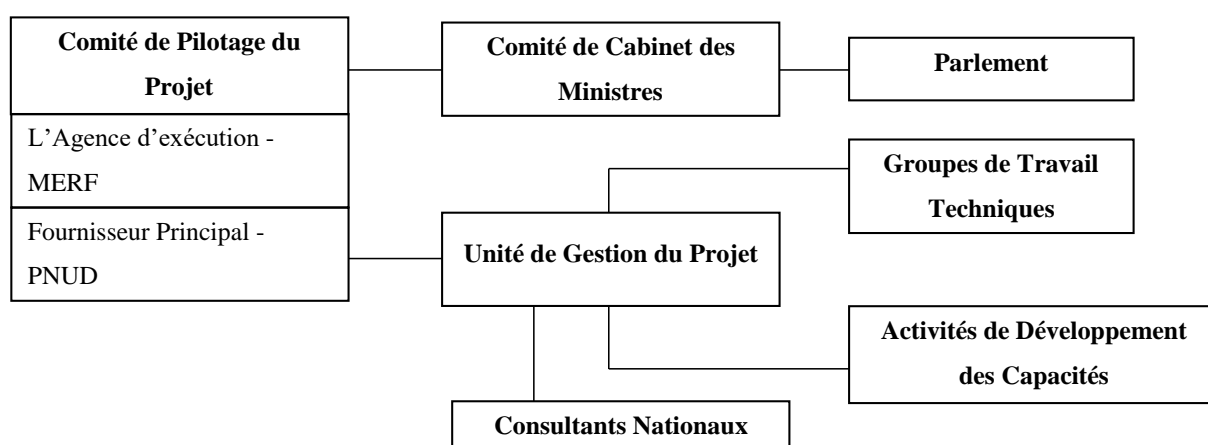 Comité de Pilotage du
Projet
L'Agence d'exécution -
MERF
Fournisseur Principal -
PNUD
Comité de Cabinet des
Ministres
Parlement
Groupes de Travail
Techniques
Unité de Gestion du Projet
Activités de Développement
des Capacités
Consultants Nationaux